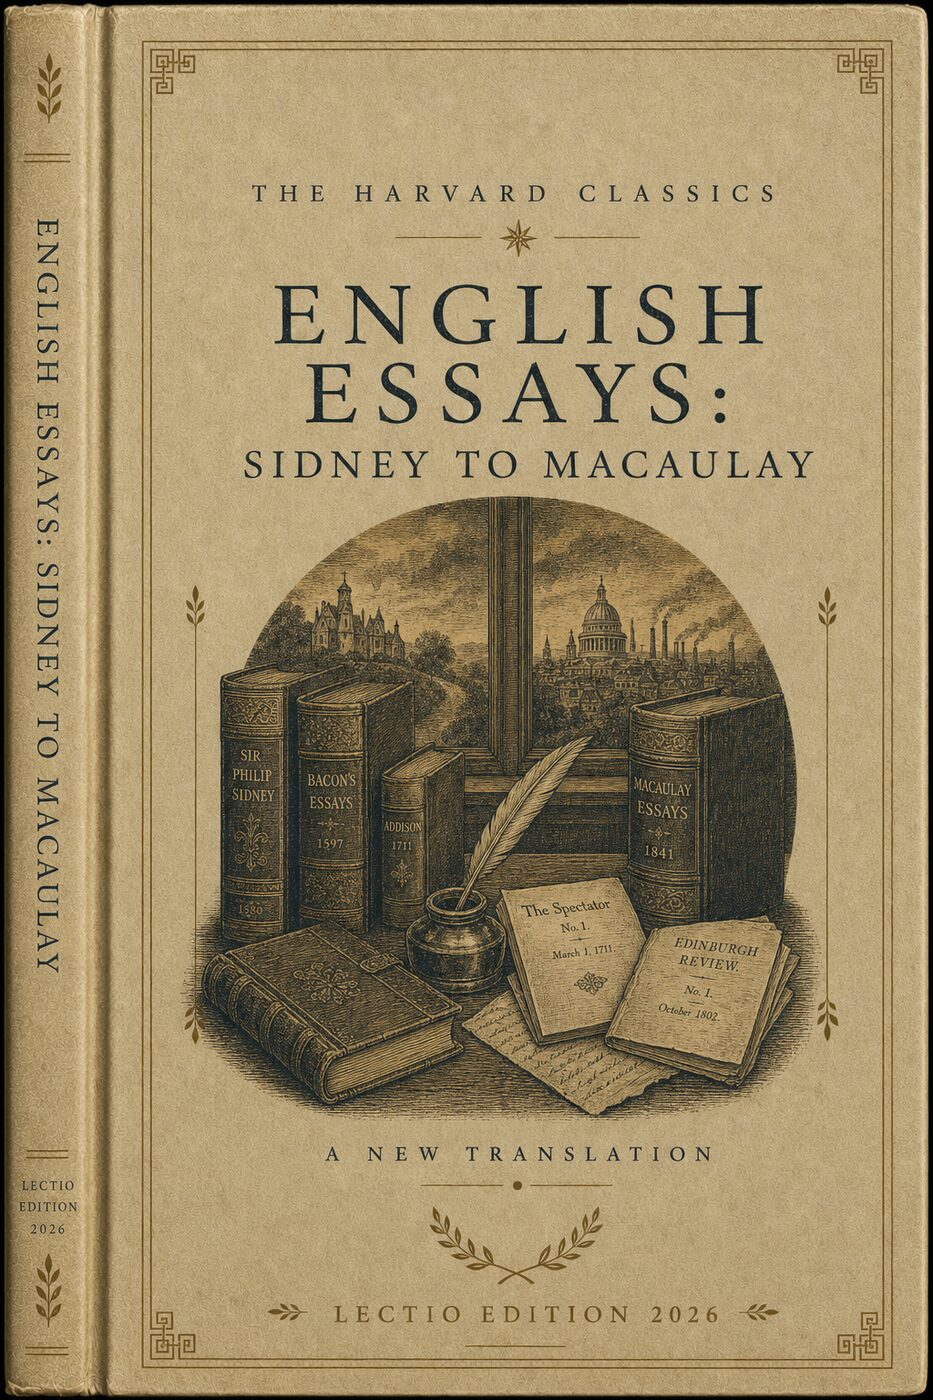 ENGLISH ESSAYS: SIDNEY TO MACAULAY
LECTIO
EDITION
2026
THE HARVARD CLASSICS
ENGLISH
ESSAYS:
SIDNEY TO MACAULAY
SIR
PHILIP
SIDNEY
1580
BACON'S
ESSAYS
1597
ADDISON
1711
MACAULAY
ESSAYS
1841
The Spectator
No. 1.
March 1, 1711.
EDINBURGH
REVIEW.
No. 1.
October 1802.
A NEW TRANSLATION
LECTIO EDITION 2026